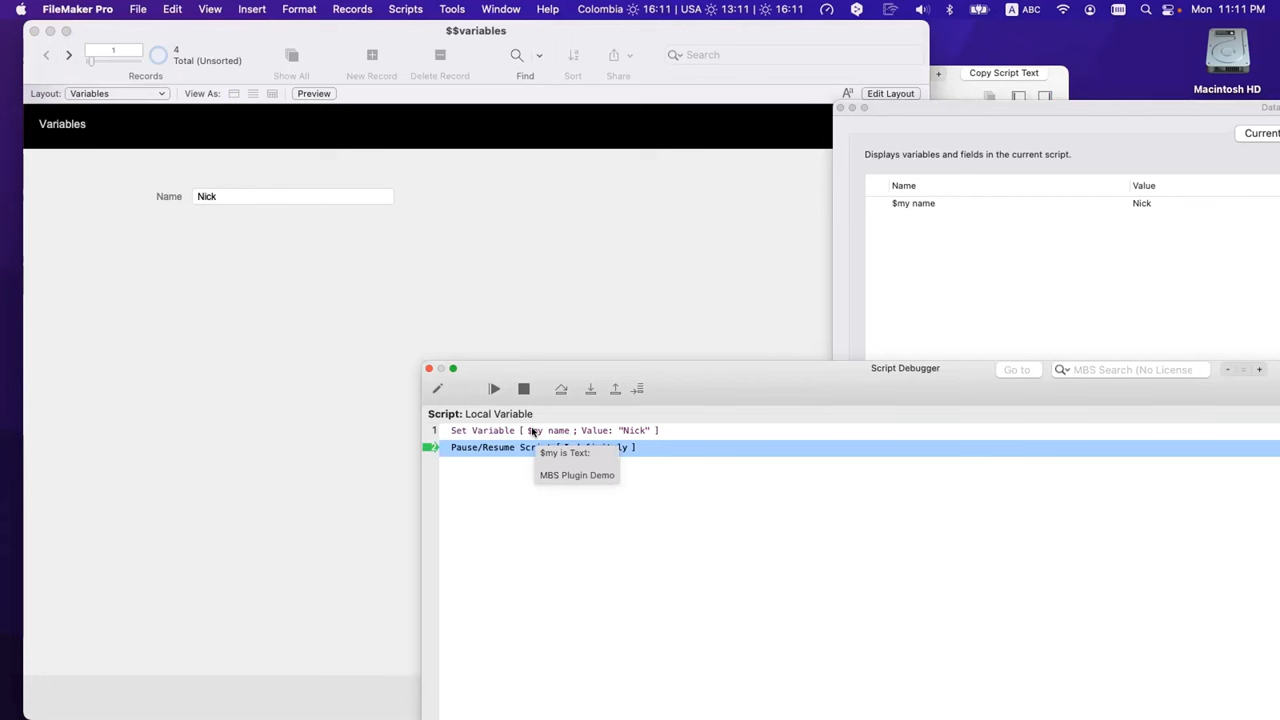 FileMaker Pro File Edit View Insert Format Records Scripts Tools Window Help Colombia 16:11 | USA 13:11 | 16:11 ABC Mon 11:11 PM
$$variables
1 4
Total (Unsorted)
Search
Records Show All New Record Delete Record Find Sort Share
Layout: Variables View As: Preview Aa Edit Layout
Variables
Name Nick
+ Copy Script Text
Macintosh HD
Data
Current
Displays variables and fields in the current script.
Name Value
$my name Nick
Script Debugger Go to MBS Search (No License - = +
Script: Local Variable
1 Set Variable [ $my name ; Value: "Nick" ]
2 Pause/Resume Script [ Indefinitely ]
$my is Text:
MBS Plugin Demo